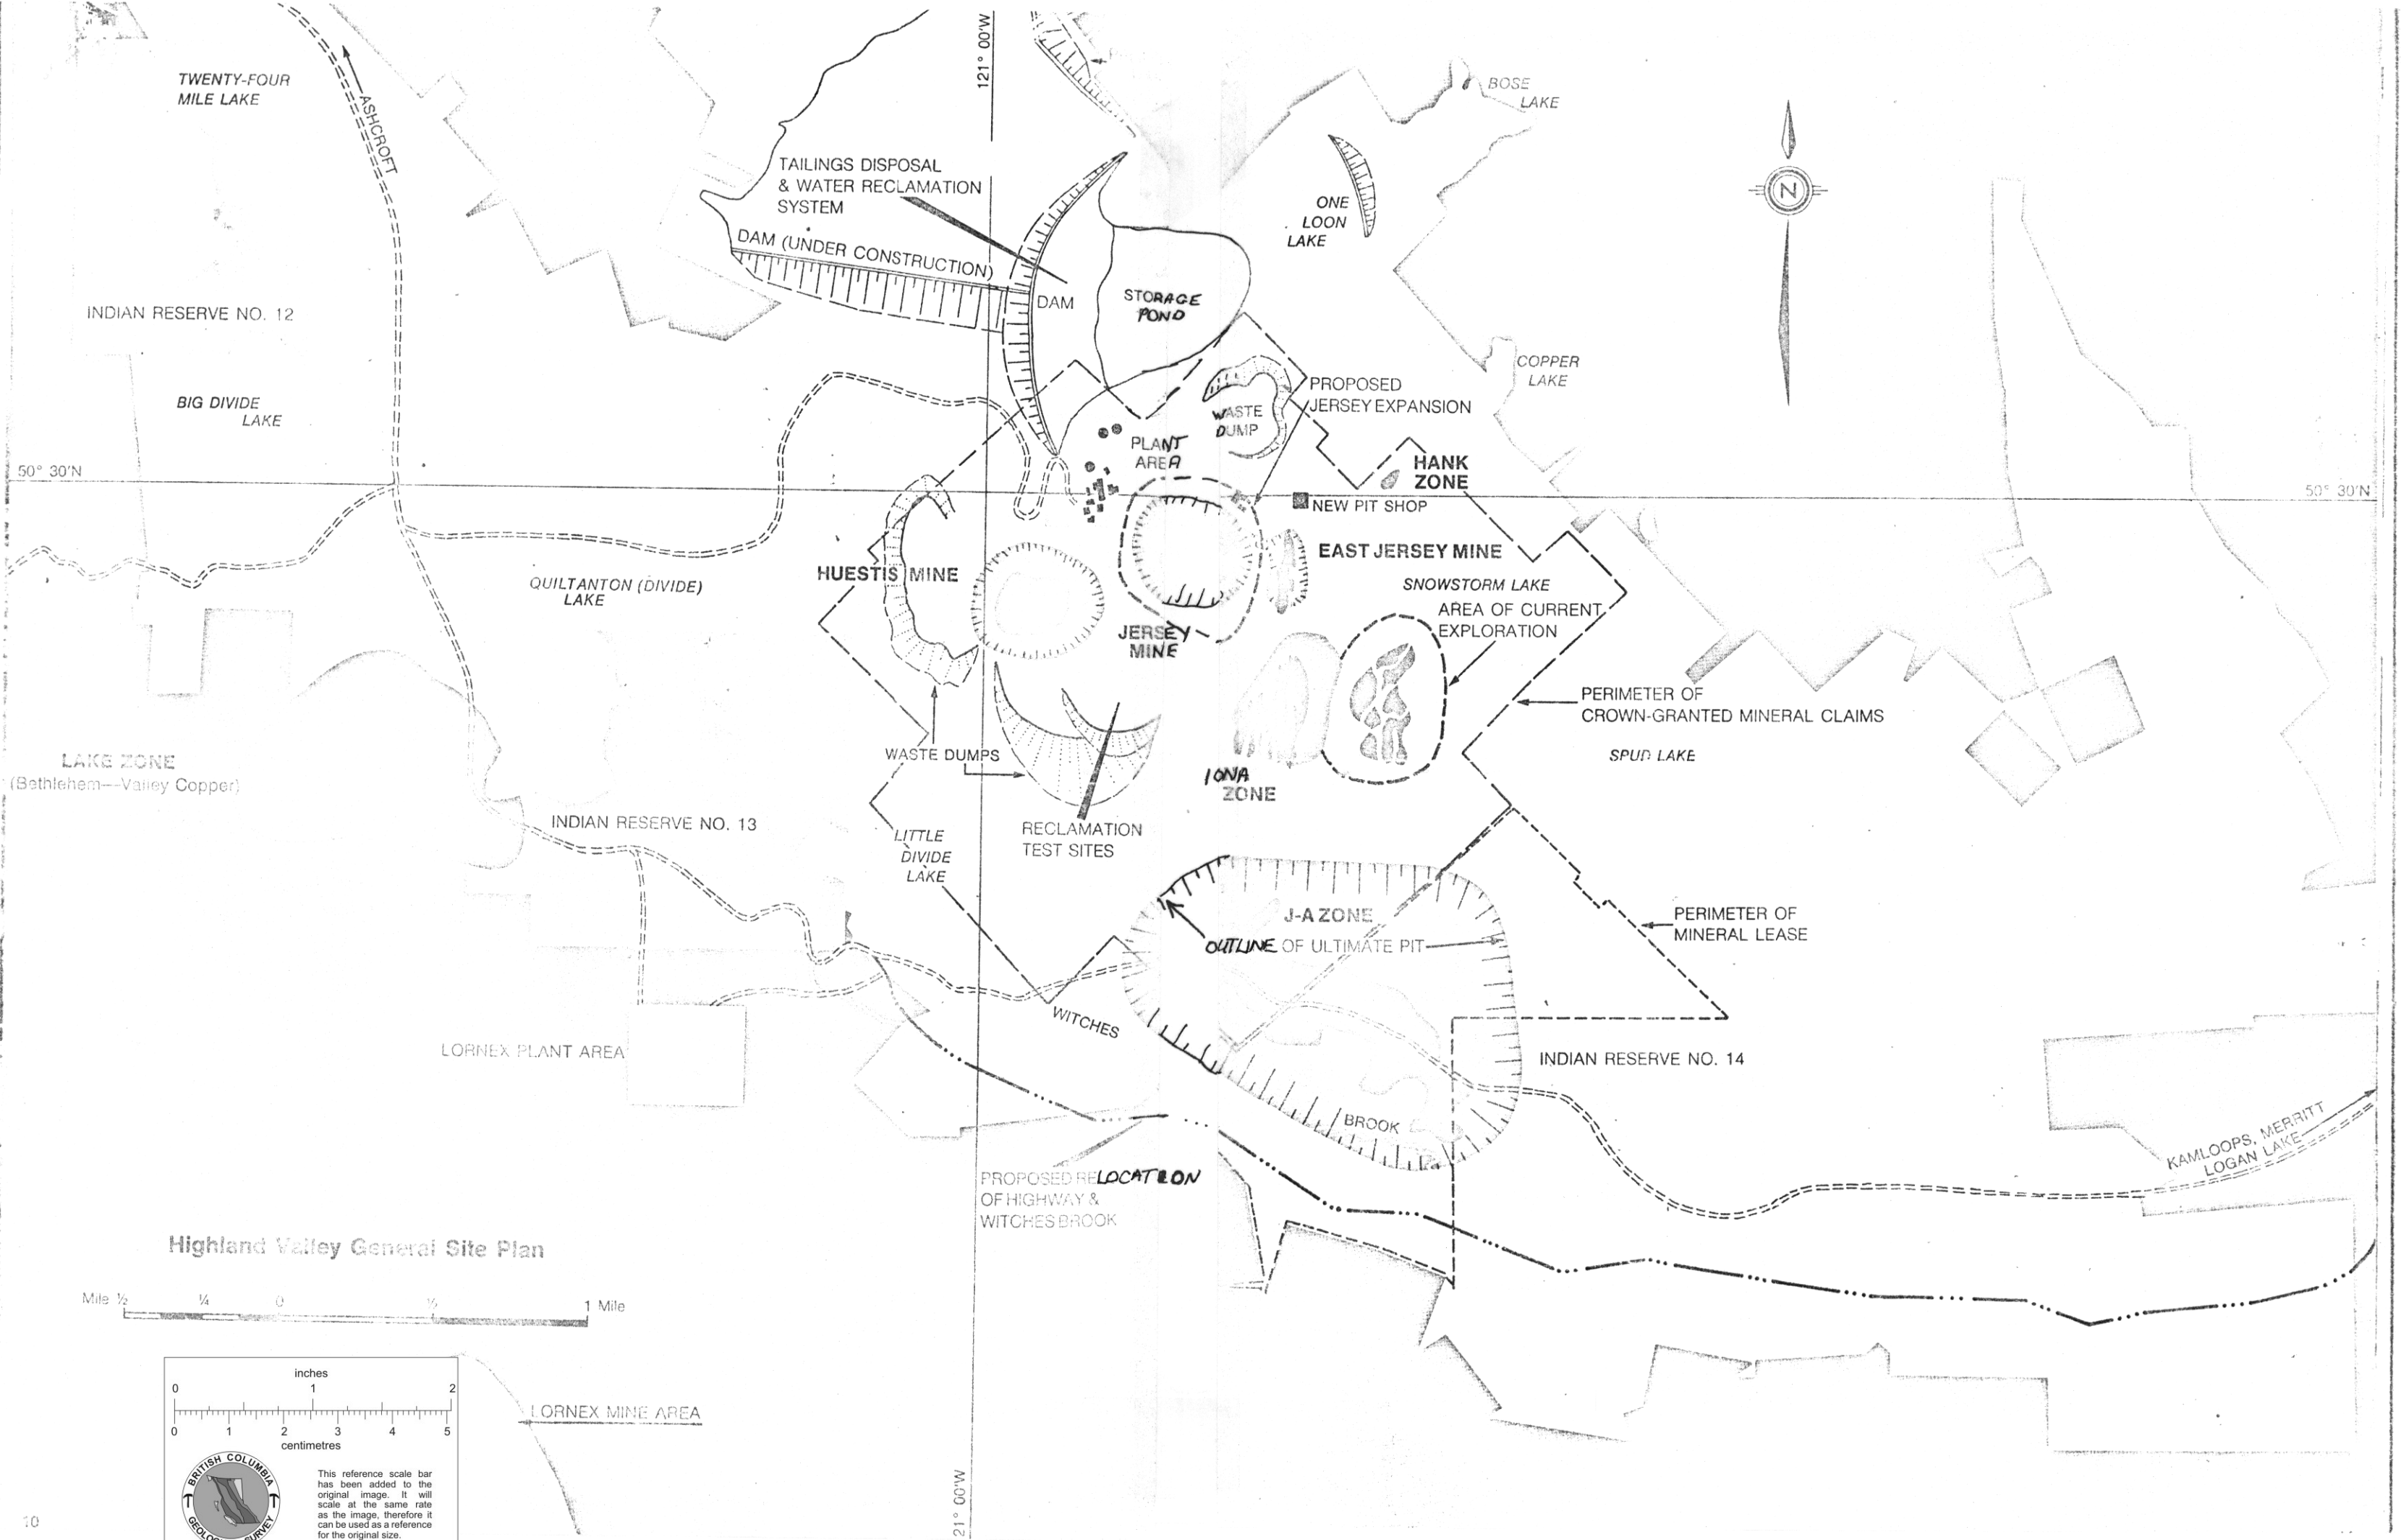 TWENTY-FOUR
MILE LAKE
ASHCROFT
121° 00'W
BOSE
LAKE
TAILINGS DISPOSAL
& WATER RECLAMATION
SYSTEM
DAM (UNDER CONSTRUCTION)
DAM
STORAGE
POND
ONE
LOON
LAKE
N
INDIAN RESERVE NO. 12
BIG DIVIDE
LAKE
COPPER
LAKE
PROPOSED
JERSEY EXPANSION
WASTE
DUMP
PLANT
AREA
HANK
ZONE
50° 30'N
50° 30'N
NEW PIT SHOP
EAST JERSEY MINE
HUESTIS MINE
QUILTANTON (DIVIDE)
LAKE
SNOWSTORM LAKE
AREA OF CURRENT
EXPLORATION
JERSEY
MINE
PERIMETER OF
CROWN-GRANTED MINERAL CLAIMS
SPUD LAKE
WASTE DUMPS
LAKE ZONE
(Bethlehem—Valley Copper)
IONA
ZONE
INDIAN RESERVE NO. 13
LITTLE
DIVIDE
LAKE
RECLAMATION
TEST SITES
J-A ZONE
OUTLINE OF ULTIMATE PIT
PERIMETER OF
MINERAL LEASE
WITCHES
LORNEX PLANT AREA
INDIAN RESERVE NO. 14
BROOK
KAMLOOPS, MERRITT
LOGAN LAKE
PROPOSED RELOCATION
OF HIGHWAY &
WITCHES BROOK
Highland Valley General Site Plan
Mile ½ ¼ 0 ½ 1 Mile
LORNEX MINE AREA
inches
0 1 2
0 1 2 3 4 5
centimetres
BRITISH COLUMBIA
GEOLOGICAL SURVEY
This reference scale bar
has been added to the
original image. It will
scale at the same rate
as the image, therefore it
can be used as a reference
for the original size.
21° 00'W
10